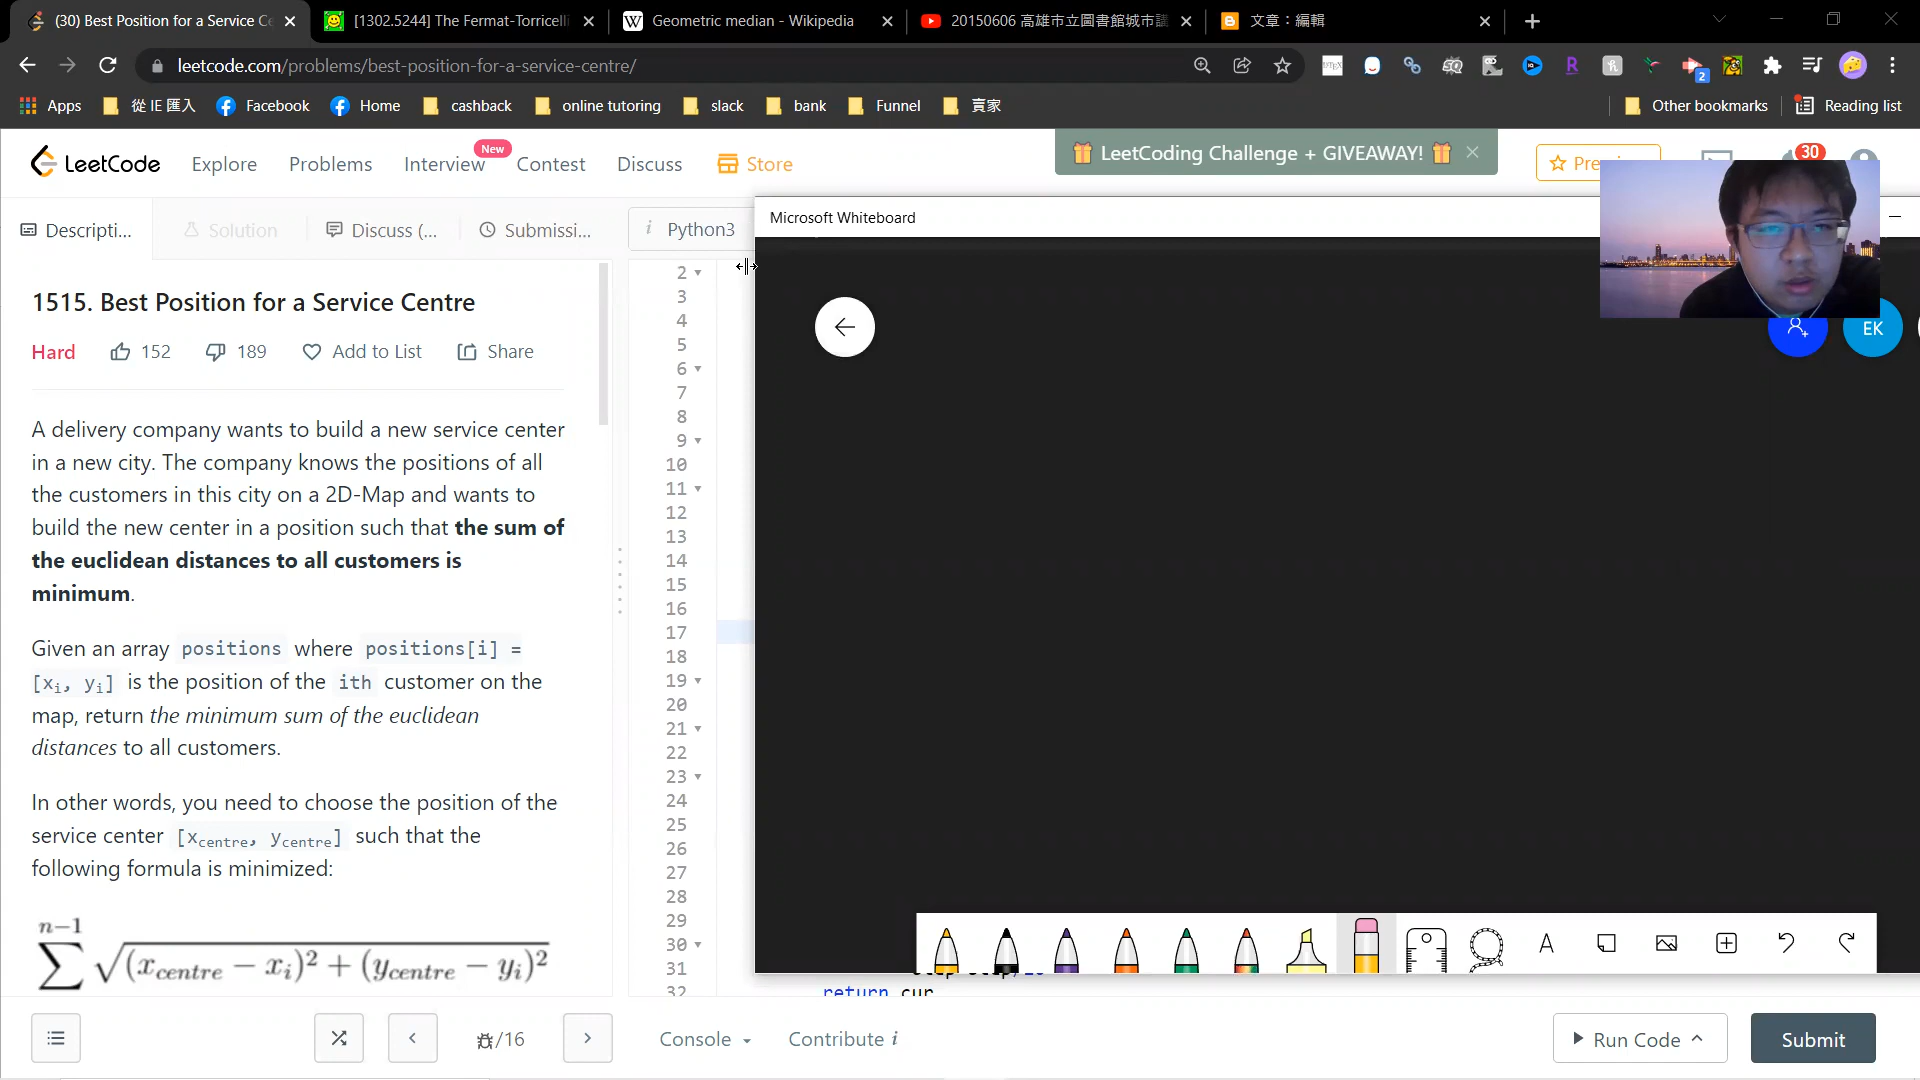 (30) Best Position for a Service Ce
[1302.5244] The Fermat-Torricelli
Geometric median - Wikipedia
20150606 高雄市立圖書館城市講
文章：編輯
leetcode.com/problems/best-position-for-a-service-centre/
2
Apps
從 IE 匯入
Facebook
Home
cashback
online tutoring
slack
bank
Funnel
賣家
Other bookmarks
Reading list
LeetCode
Explore
Problems
Interview
New
Contest
Discuss
Store
LeetCoding Challenge + GIVEAWAY!
Pre
30
Descripti...
Solution
Discuss (...
Submissi...
i Python3
Microsoft Whiteboard
EK
1515. Best Position for a Service Centre
Hard
152
189
Add to List
Share
A delivery company wants to build a new service center
in a new city. The company knows the positions of all
the customers in this city on a 2D-Map and wants to
build the new center in a position such that the sum of
the euclidean distances to all customers is
minimum.
Given an array positions where positions[i] =
[xi, yi] is the position of the ith customer on the
map, return the minimum sum of the euclidean
distances to all customers.
In other words, you need to choose the position of the
service center [xcentre, ycentre] such that the
following formula is minimized:
n−1
∑ √(xcentre − xi)² + (ycentre − yi)²
2
3
4
5
6
7
8
9
10
11
12
13
14
15
16
17
18
19
20
21
22
23
24
25
26
27
28
29
30
31
32
return cur
A
/16
Console
Contribute i
Run Code
Submit